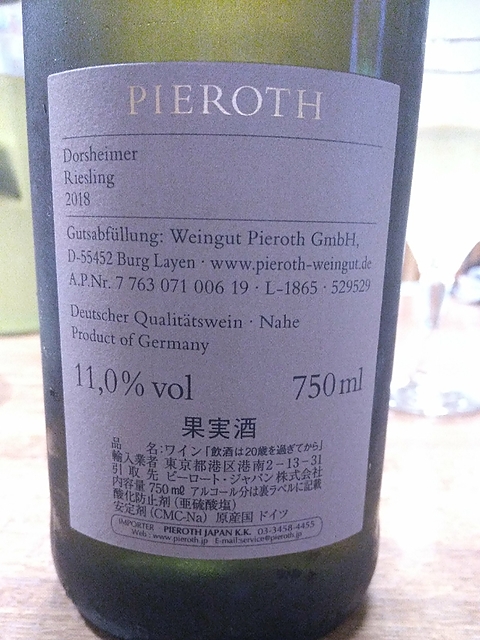 PIEROTH
Dorsheimer
Riesling
2018
Gutsabfüllung: Weingut Pieroth GmbH,
D-55452 Burg Layen · www.pieroth-weingut.de
A.P.Nr. 7 763 071 006 19 · L-1865 · 529529
Deutscher Qualitätswein · Nahe
Product of Germany
11,0% vol 750 ml
果実酒
品 名:ワイン「飲酒は20歳を過ぎてから」
輸入業者 東京都港区港南2-13-31
引 取 先 ピーロート・ジャパン株式会社
内容量 750㎖ アルコール分は裏ラベルに記載
酸化防止剤(亜硫酸塩)
安定剤(CMC-Na) 原産国 ドイツ
IMPORTER PIEROTH JAPAN K.K. 03-3458-4455
Web : www.pieroth.jp E-mail:service@pieroth.jp